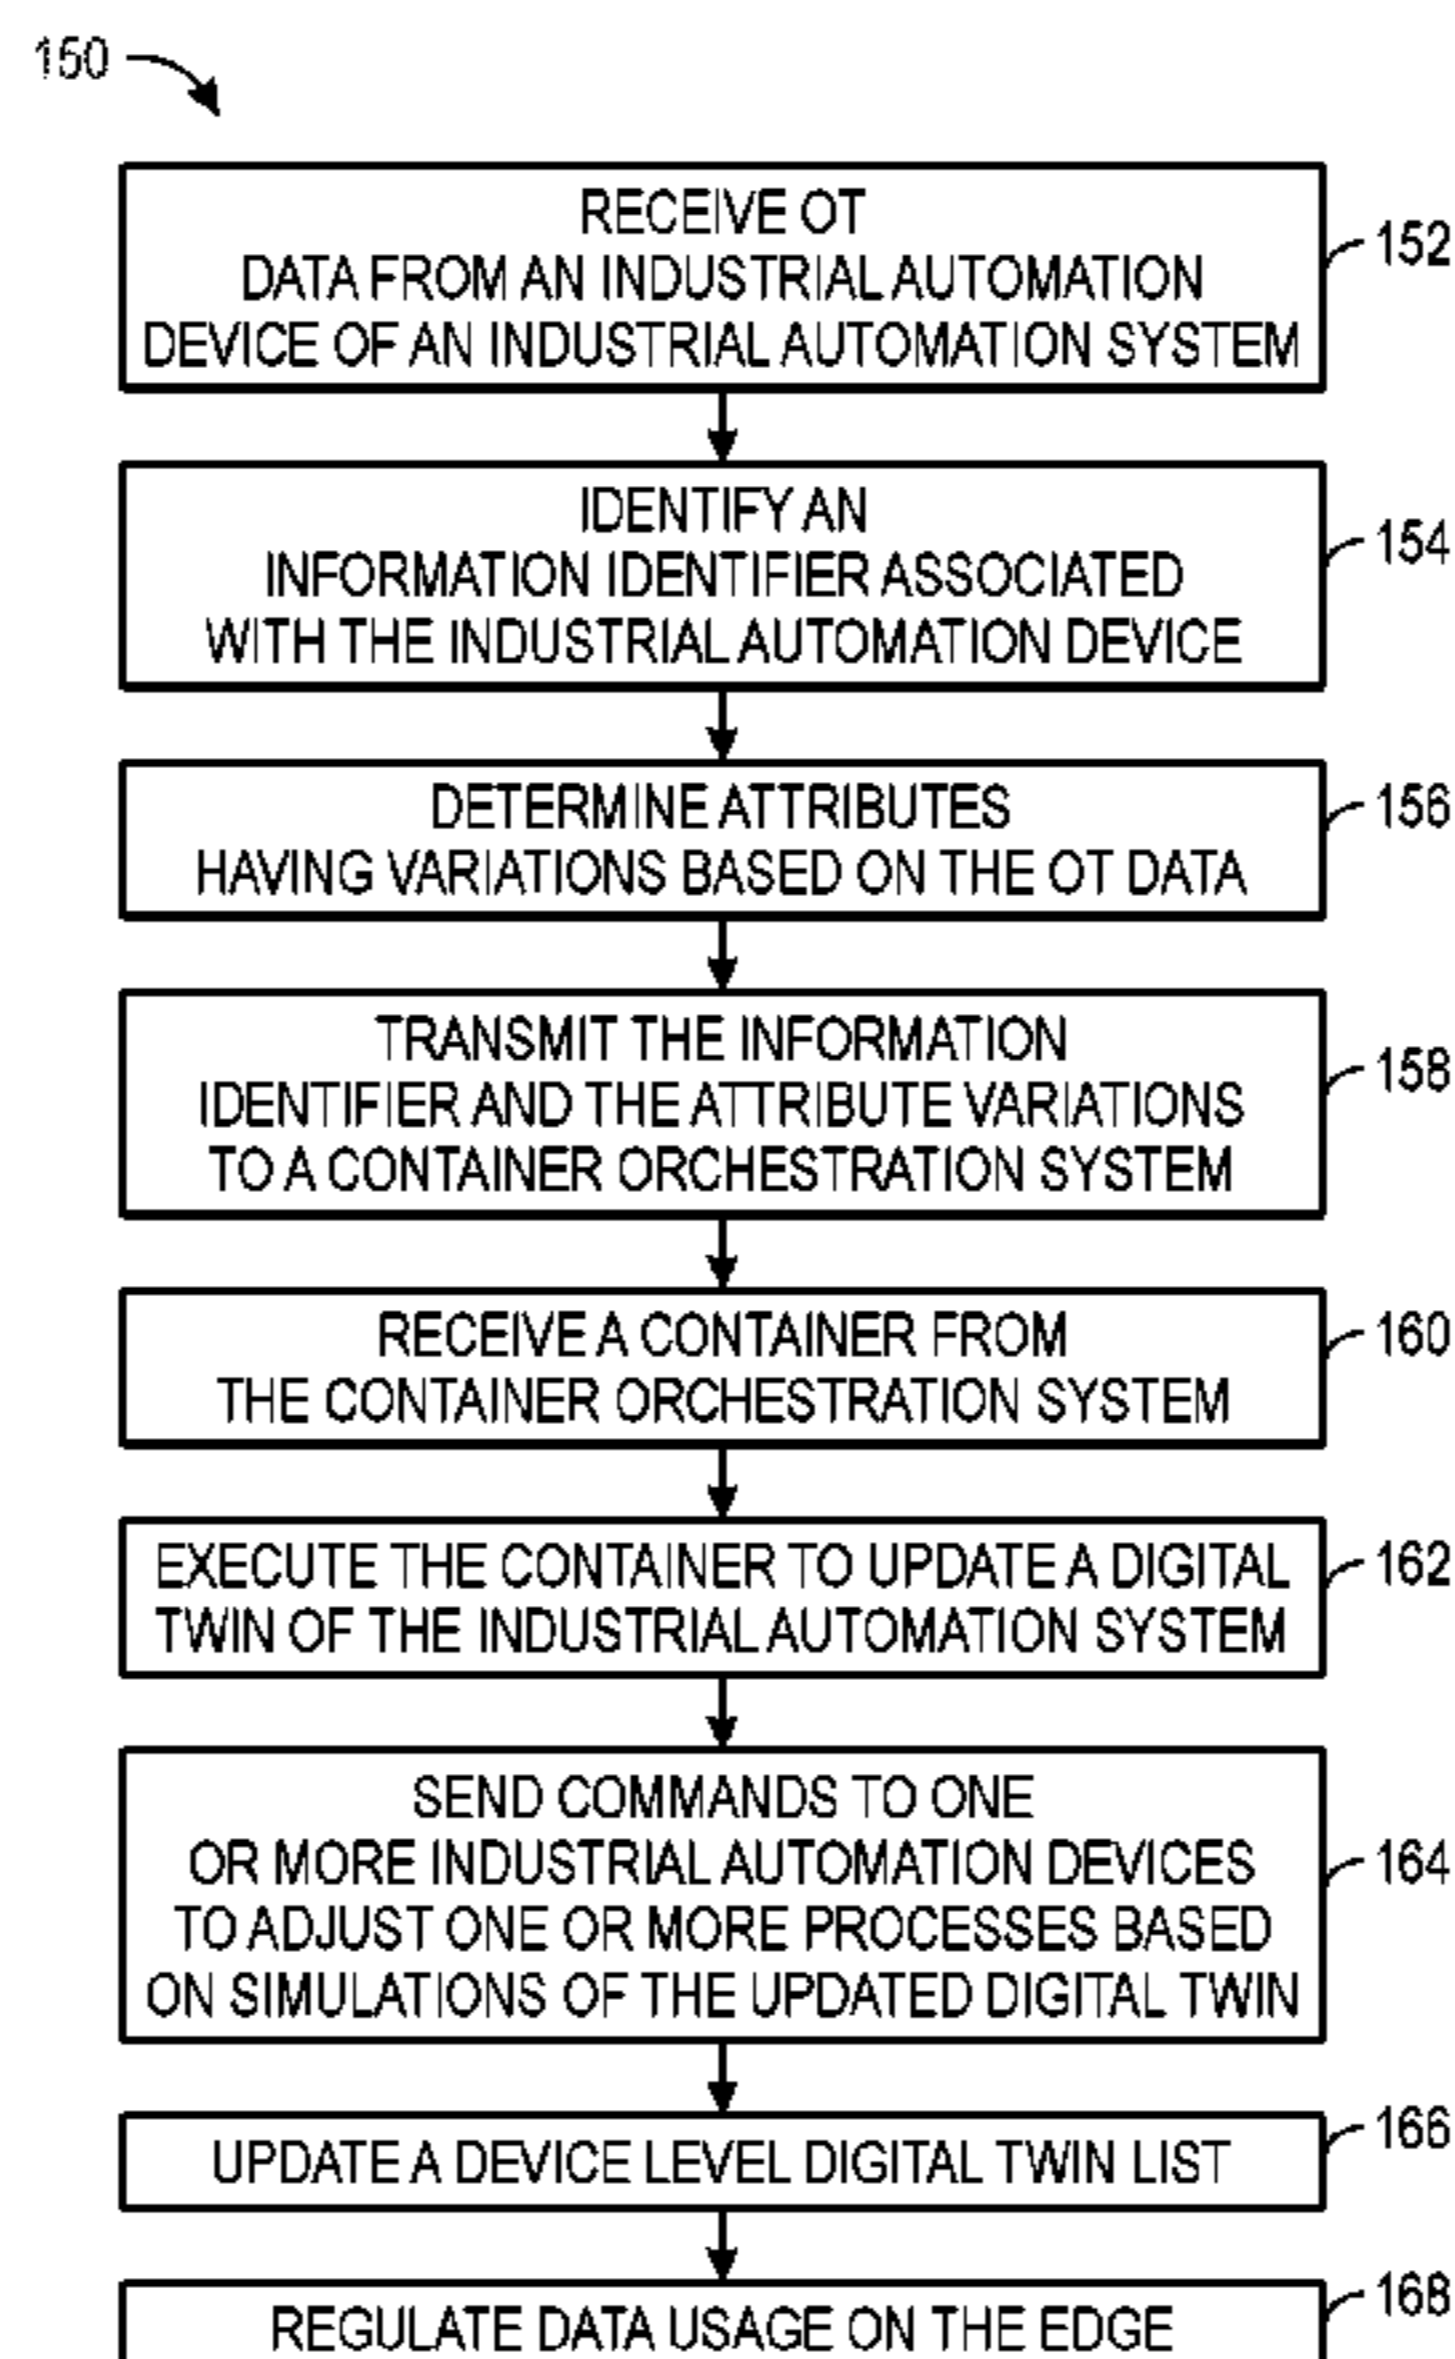 150
RECEIVE OT
DATA FROM AN INDUSTRIAL AUTOMATION
DEVICE OF AN INDUSTRIAL AUTOMATION SYSTEM
152
IDENTIFY AN
INFORMATION IDENTIFIER ASSOCIATED
WITH THE INDUSTRIAL AUTOMATION DEVICE
154
DETERMINE ATTRIBUTES
HAVING VARIATIONS BASED ON THE OT DATA
156
TRANSMIT THE INFORMATION
IDENTIFIER AND THE ATTRIBUTE VARIATIONS
TO A CONTAINER ORCHESTRATION SYSTEM
158
RECEIVE A CONTAINER FROM
THE CONTAINER ORCHESTRATION SYSTEM
160
EXECUTE THE CONTAINER TO UPDATE A DIGITAL
TWIN OF THE INDUSTRIAL AUTOMATION SYSTEM
162
SEND COMMANDS TO ONE
OR MORE INDUSTRIAL AUTOMATION DEVICES
TO ADJUST ONE OR MORE PROCESSES BASED
ON SIMULATIONS OF THE UPDATED DIGITAL TWIN
164
UPDATE A DEVICE LEVEL DIGITAL TWIN LIST
166
REGULATE DATA USAGE ON THE EDGE
168